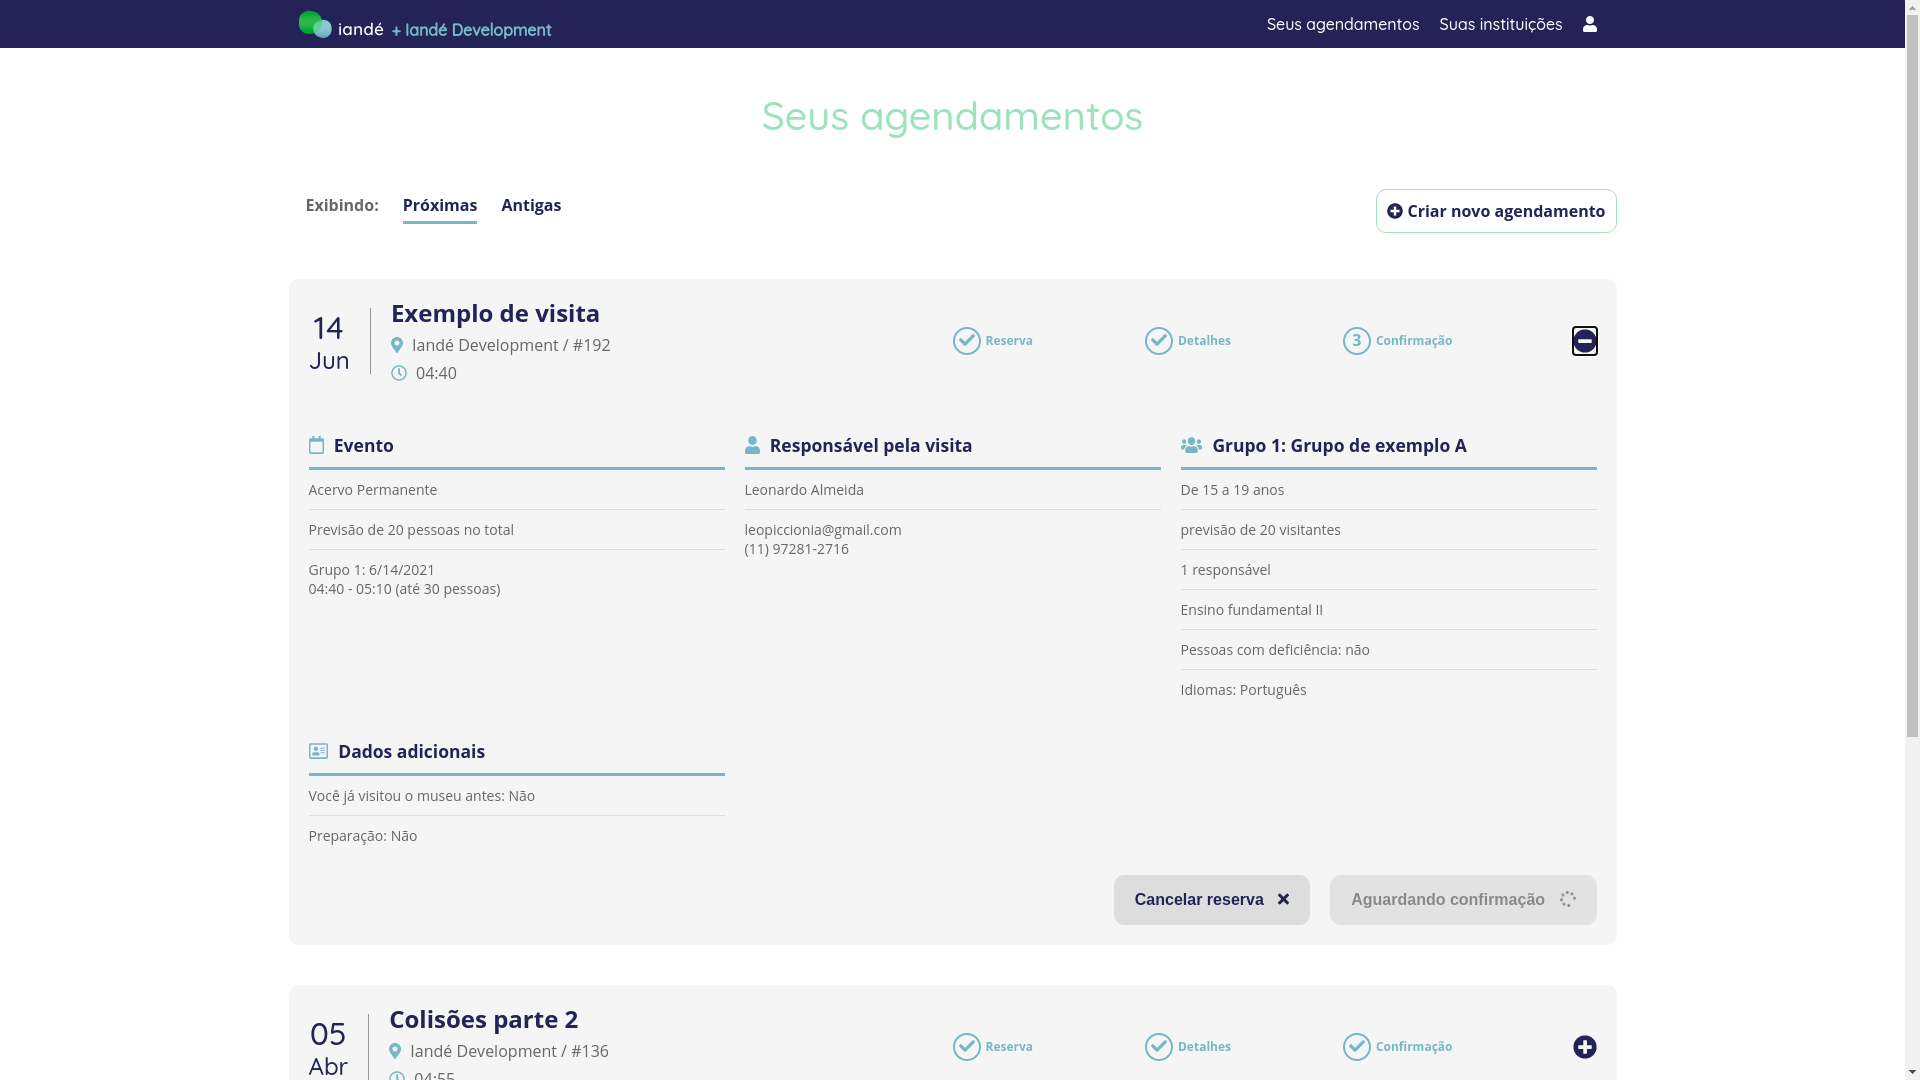 iandé + Iandé Development
Seus agendamentos
Suas instituições
Seus agendamentos
Exibindo:
Próximas
Antigas
Criar novo agendamento
14
Jun
Exemplo de visita
Iandé Development / #192
04:40
Reserva
Detalhes
3 Confirmação
Evento
Acervo Permanente
Previsão de 20 pessoas no total
Grupo 1: 6/14/2021
04:40 - 05:10 (até 30 pessoas)
Responsável pela visita
Leonardo Almeida
leopiccionia@gmail.com
(11) 97281-2716
Grupo 1: Grupo de exemplo A
De 15 a 19 anos
previsão de 20 visitantes
1 responsável
Ensino fundamental II
Pessoas com deficiência: não
Idiomas: Português
Dados adicionais
Você já visitou o museu antes: Não
Preparação: Não
Cancelar reserva
Aguardando confirmação
05
Abr
Colisões parte 2
Iandé Development / #136
04:55
Reserva
Detalhes
Confirmação